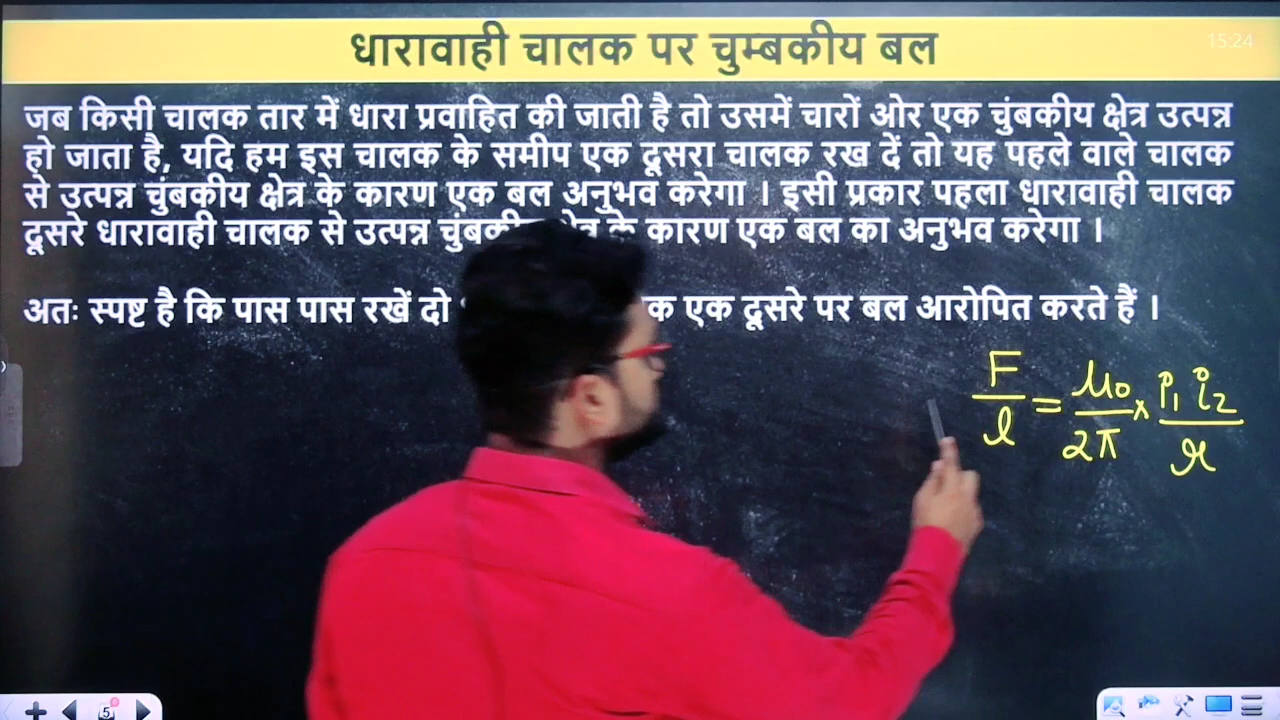 धारावाही चालक पर चुम्बकीय बल
15:24
जब किसी चालक तार में धारा प्रवाहित की जाती है तो उसमें चारों ओर एक चुंबकीय क्षेत्र उत्पन्न
हो जाता है, यदि हम इस चालक के समीप एक दूसरा चालक रख दें तो यह पहले वाले चालक
से उत्पन्न चुंबकीय क्षेत्र के कारण एक बल अनुभव करेगा । इसी प्रकार पहला धारावाही चालक
दूसरे धारावाही चालक से उत्पन्न के कारण एक बल का अनुभव करेगा ।
अतः स्पष्ट है कि पास पास रखें दो एक दूसरे पर बल आरोपित करते हैं ।
F/l = μ0/2π × i1 i2/r
5